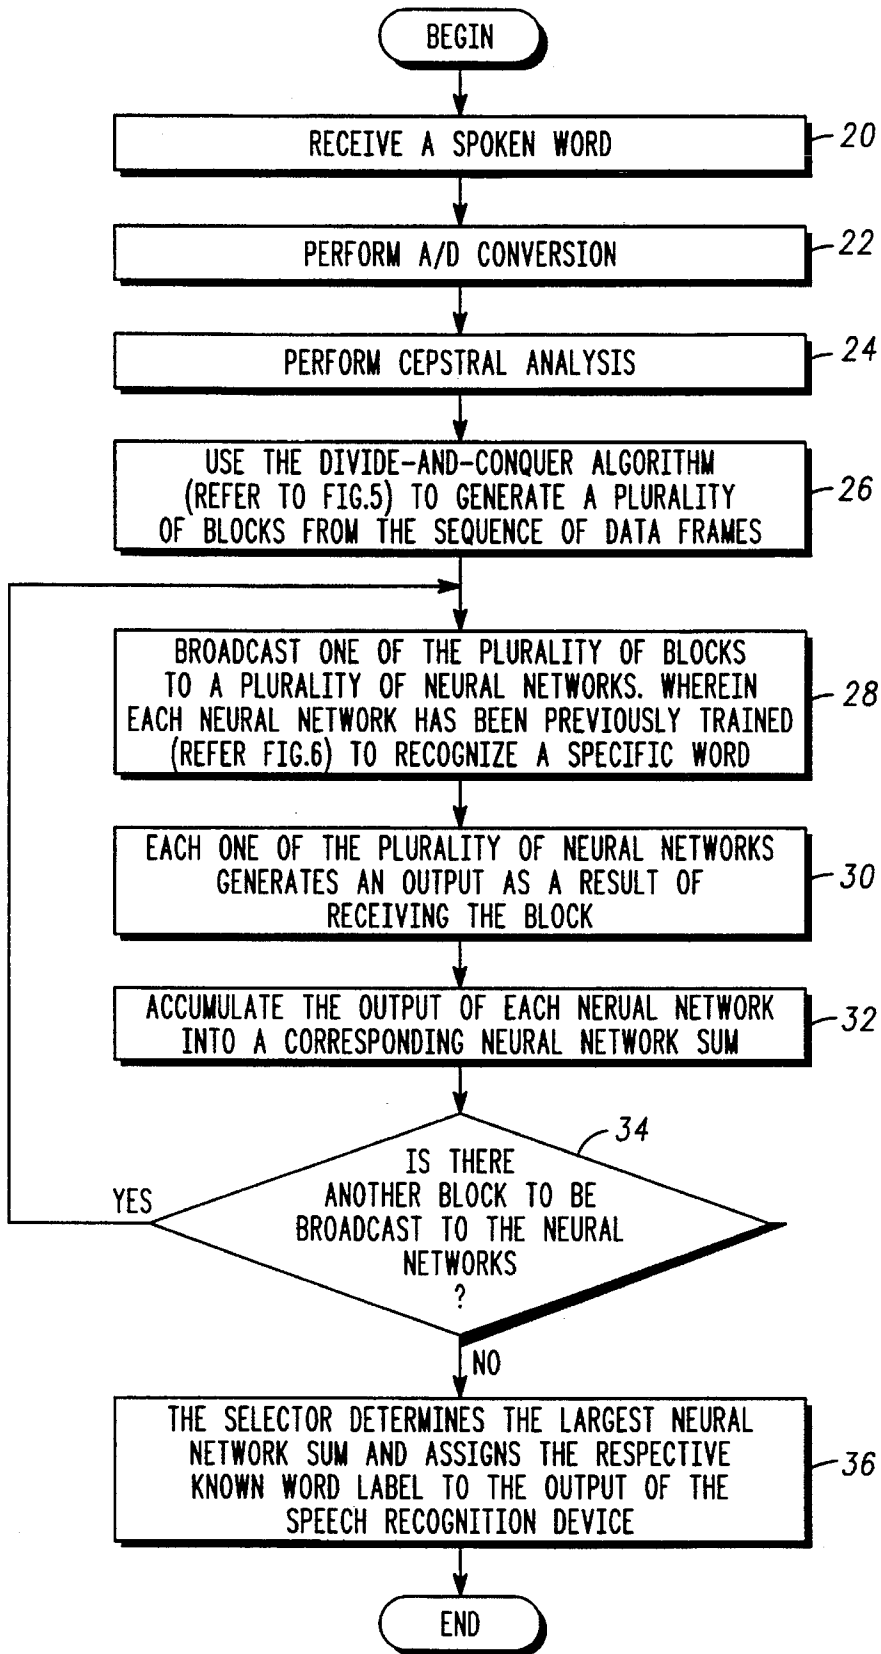 BEGIN
RECEIVE A SPOKEN WORD
20
PERFORM A/D CONVERSION
22
PERFORM CEPSTRAL ANALYSIS
24
USE THE DIVIDE-AND-CONQUER ALGORITHM
(REFER TO FIG.5) TO GENERATE A PLURALITY
OF BLOCKS FROM THE SEQUENCE OF DATA FRAMES
26
BROADCAST ONE OF THE PLURALITY OF BLOCKS
TO A PLURALITY OF NEURAL NETWORKS. WHEREIN
EACH NEURAL NETWORK HAS BEEN PREVIOUSLY TRAINED
(REFER FIG.6) TO RECOGNIZE A SPECIFIC WORD
28
EACH ONE OF THE PLURALITY OF NEURAL NETWORKS
GENERATES AN OUTPUT AS A RESULT OF
RECEIVING THE BLOCK
30
ACCUMULATE THE OUTPUT OF EACH NERUAL NETWORK
INTO A CORRESPONDING NEURAL NETWORK SUM
32
34
IS THERE
ANOTHER BLOCK TO BE
BROADCAST TO THE NEURAL
NETWORKS
?
YES
NO
THE SELECTOR DETERMINES THE LARGEST NEURAL
NETWORK SUM AND ASSIGNS THE RESPECTIVE
KNOWN WORD LABEL TO THE OUTPUT OF THE
SPEECH RECOGNITION DEVICE
36
END